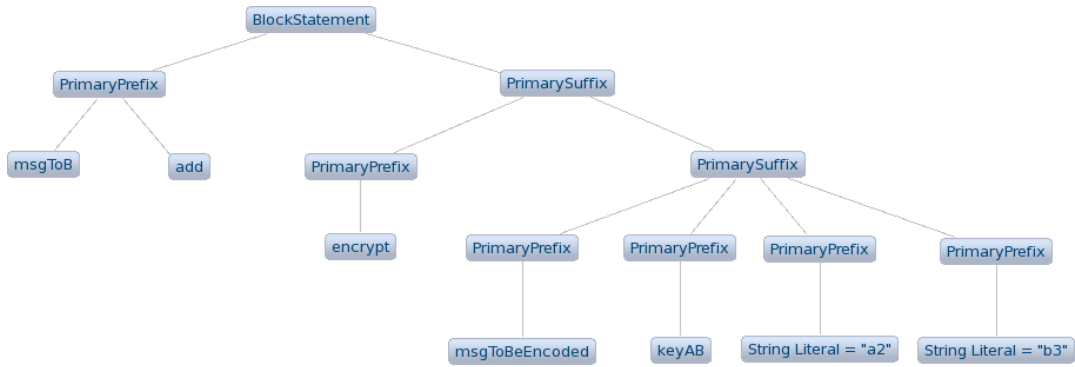 BlockStatement
PrimaryPrefix
PrimarySuffix
msgToB
add
PrimaryPrefix
PrimarySuffix
encrypt
PrimaryPrefix
PrimaryPrefix
PrimaryPrefix
PrimaryPrefix
msgToBeEncoded
keyAB
String Literal = "a2"
String Literal = "b3"